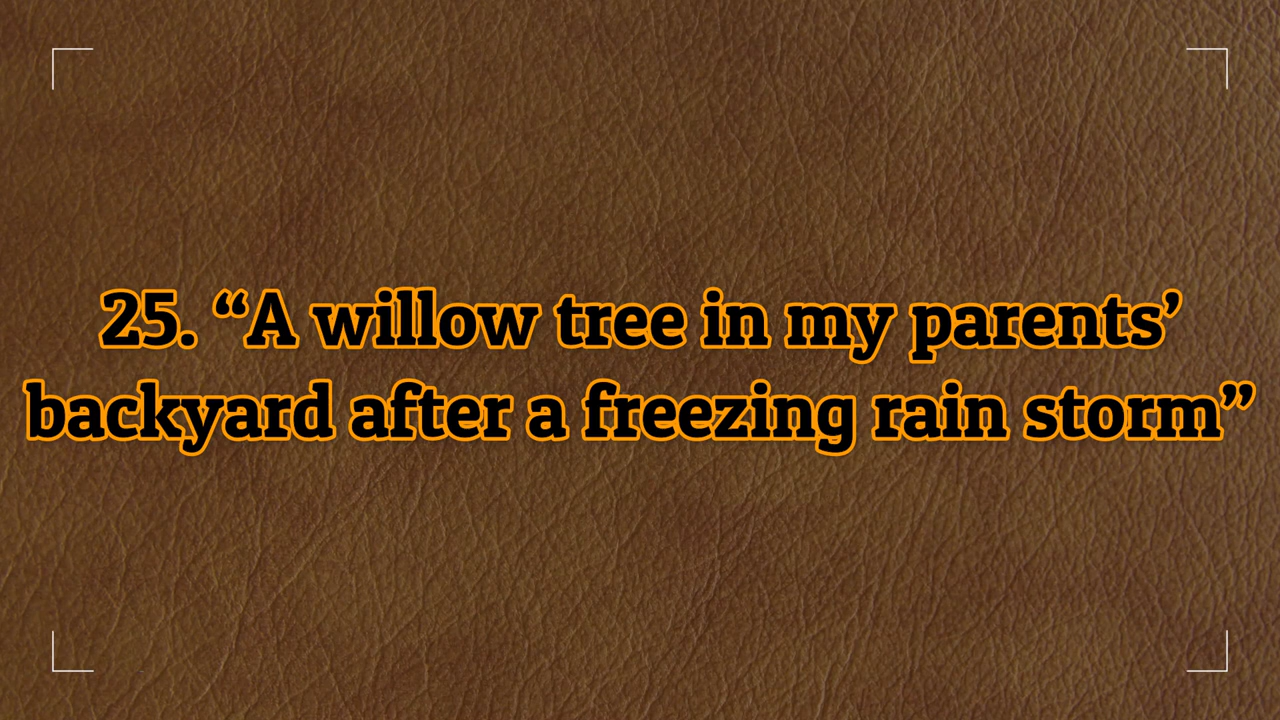 25. “A willow tree in my parents’
backyard after a freezing rain storm”